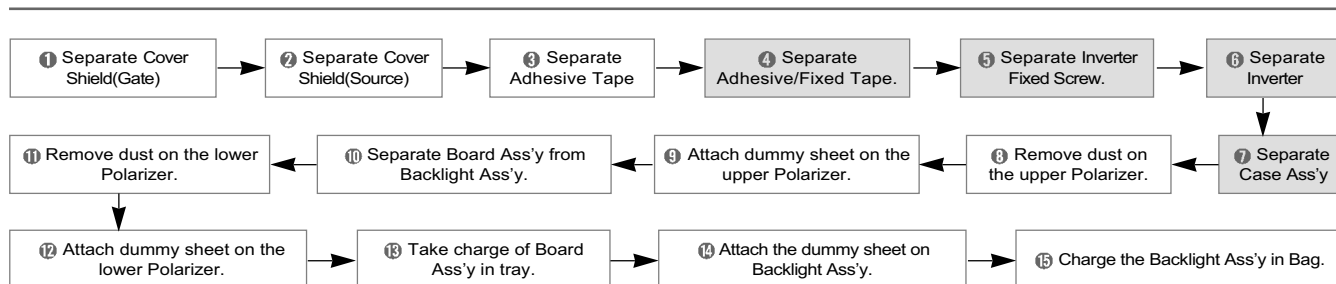 ❶ Separate Cover
Shield(Gate)
❷ Separate Cover
Shield(Source)
❸ Separate
Adhesive Tape
❹ Separate
Adhesive/Fixed Tape.
❺ Separate Inverter
Fixed Screw.
❻ Separate
Inverter
❼ Separate
Case Ass'y
❽ Remove dust on
the upper Polarizer.
❾ Attach dummy sheet on the
upper Polarizer.
❿ Separate Board Ass'y from
Backlight Ass'y.
⓫ Remove dust on the lower
Polarizer.
⓬ Attach dummy sheet on the
lower Polarizer.
⓭ Take charge of Board
Ass'y in tray.
⓮ Attach the dummy sheet on
Backlight Ass'y.
⓯ Charge the Backlight Ass'y in Bag.